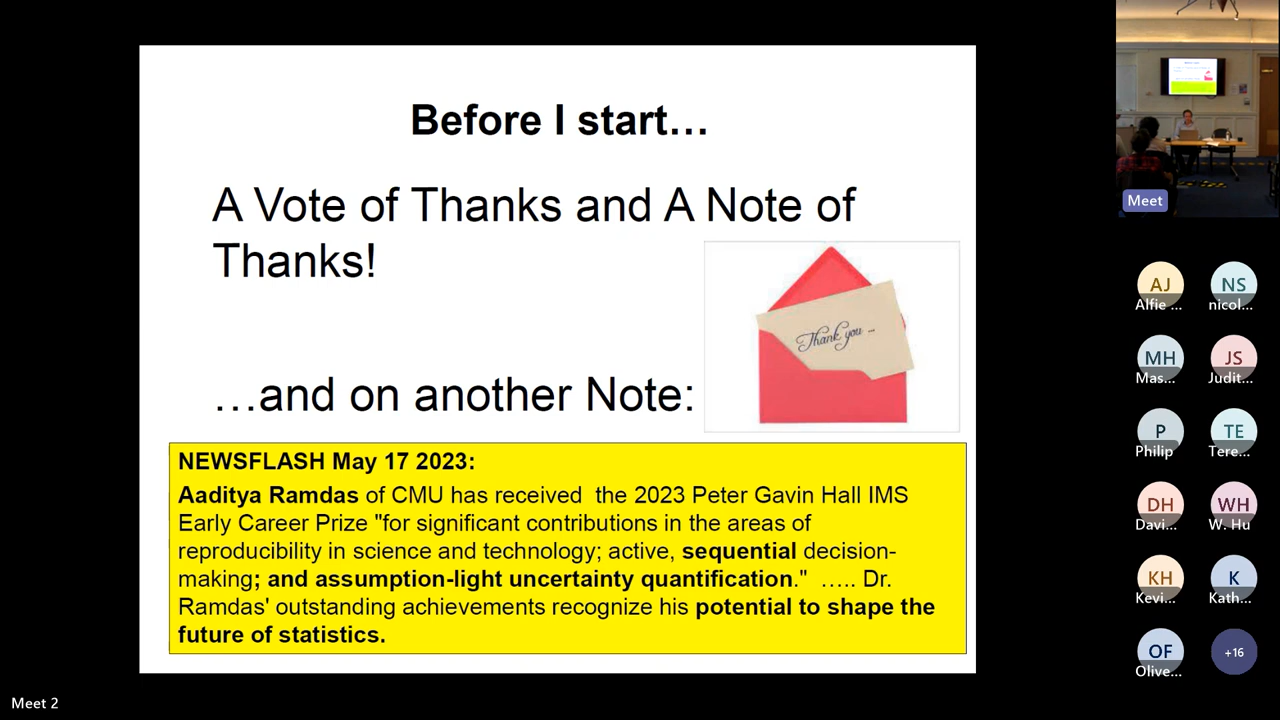 Before I start…
A Vote of Thanks and A Note of
Thanks!
Thank you ...
…and on another Note:
NEWSFLASH May 17 2023:
Aaditya Ramdas of CMU has received the 2023 Peter Gavin Hall IMS
Early Career Prize "for significant contributions in the areas of
reproducibility in science and technology; active, sequential decision-
making; and assumption-light uncertainty quantification." ….. Dr.
Ramdas' outstanding achievements recognize his potential to shape the
future of statistics.
Meet
AJ
Alfie ...
NS
nicol...
MH
Mas...
JS
Judit...
P
Philip
TE
Tere...
DH
Davi...
WH
W. Hu
KH
Kevi...
K
Kath...
OF
Olive...
+16
Meet 2